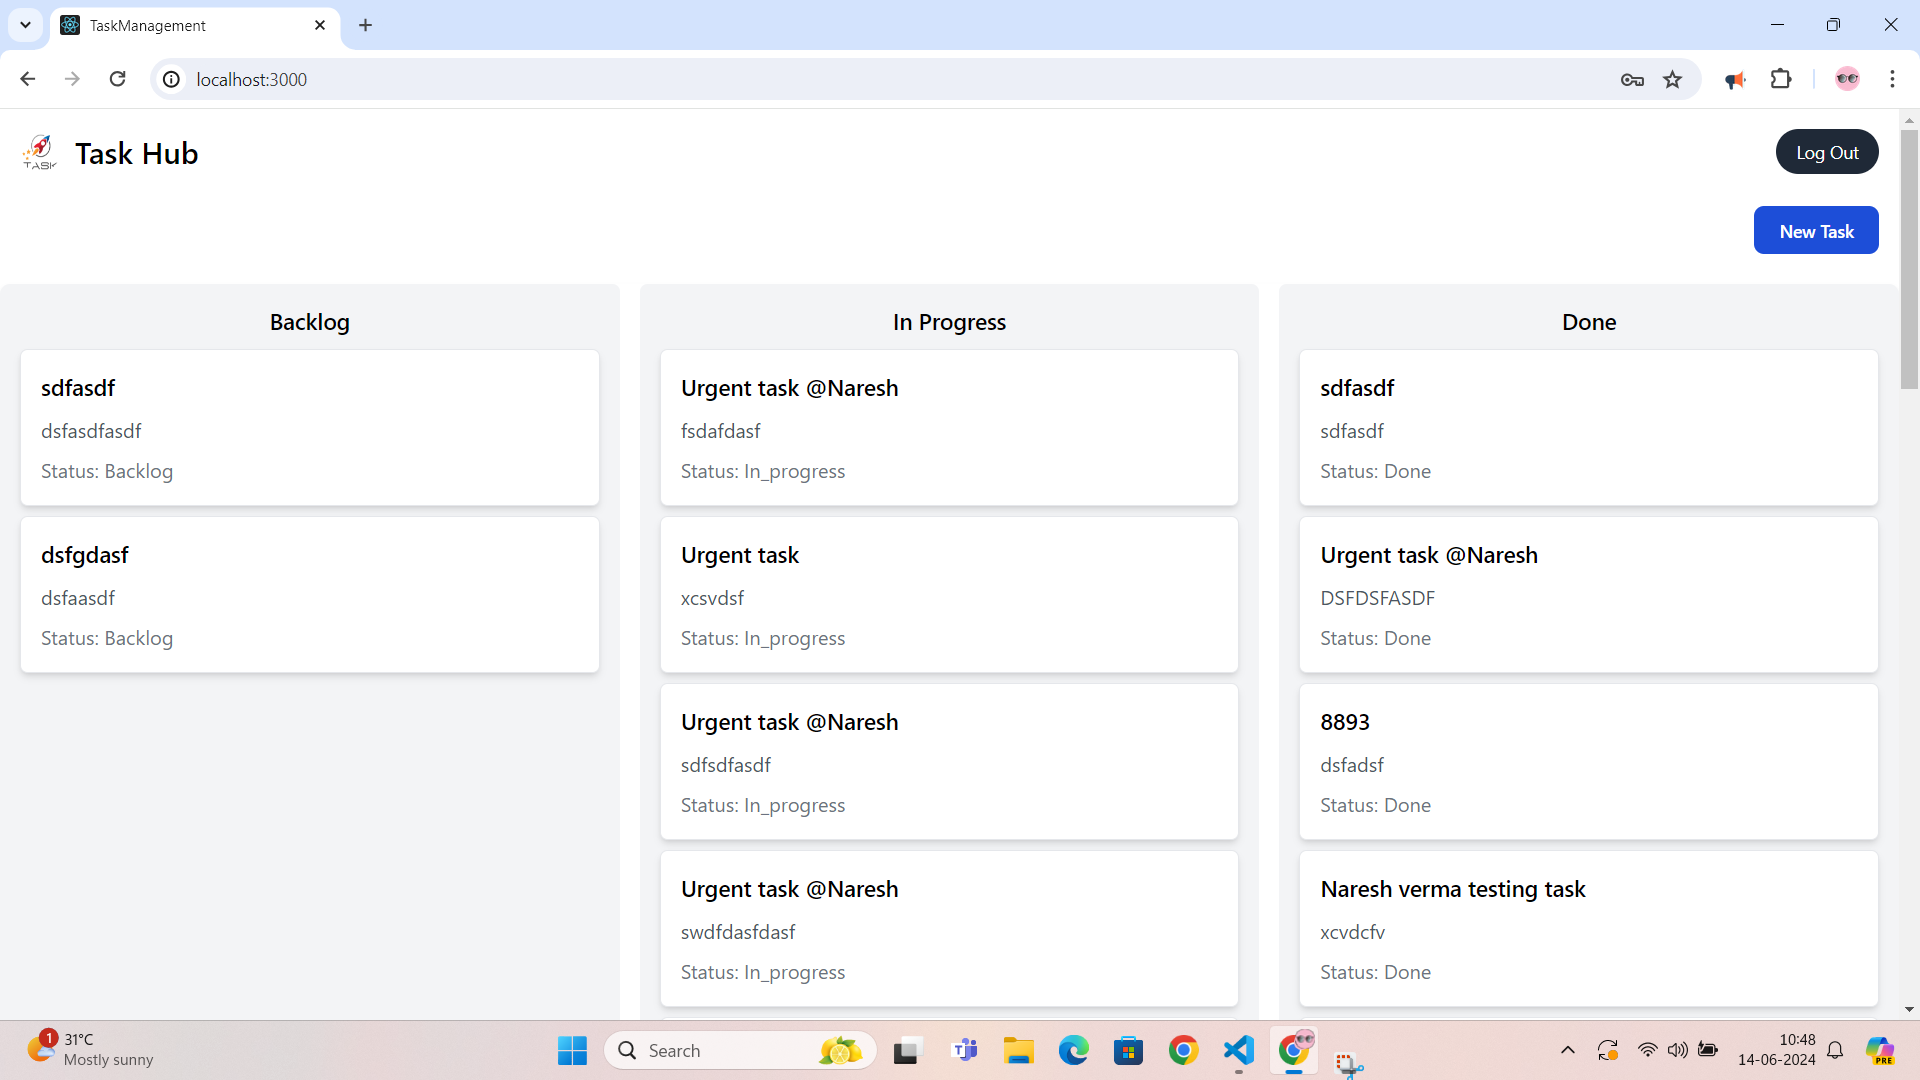 TaskManagement
localhost:3000
TASK
Task Hub
Log Out
New Task
Backlog
sdfasdf
dsfasdfasdf
Status: Backlog
dsfgdasf
dsfaasdf
Status: Backlog
In Progress
Urgent task @Naresh
fsdafdasf
Status: In_progress
Urgent task
xcsvdsf
Status: In_progress
Urgent task @Naresh
sdfsdfasdf
Status: In_progress
Urgent task @Naresh
swdfdasfdasf
Status: In_progress
Done
sdfasdf
sdfasdf
Status: Done
Urgent task @Naresh
DSFDSFASDF
Status: Done
8893
dsfadsf
Status: Done
Naresh verma testing task
xcvdcfv
Status: Done
1
31°C
Mostly sunny
Search
10:48
14-06-2024
PRE